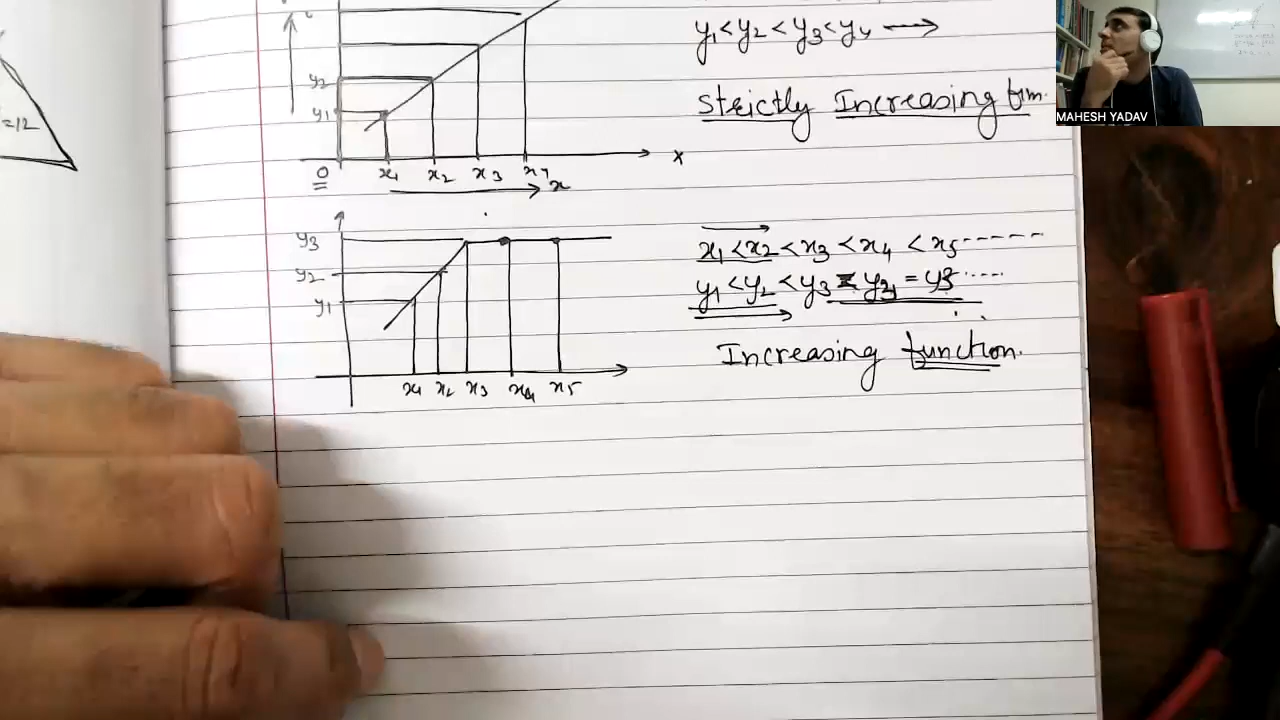 y₁ < y₂ < y₃ < y₄ →
Strictly Increasing
MAHESH YADAV
=12
y₂
y₁
0
x₁ x₂ x₃ x₄
x
x
x₁ < x₂ < x₃ < x₄ < x₅ -----
y₃
y₂
y₁
y₁ < y₂ < y₃ = y₃ = y₃ ....
Increasing function.
x₁ x₂ x₃ x₄ x₅